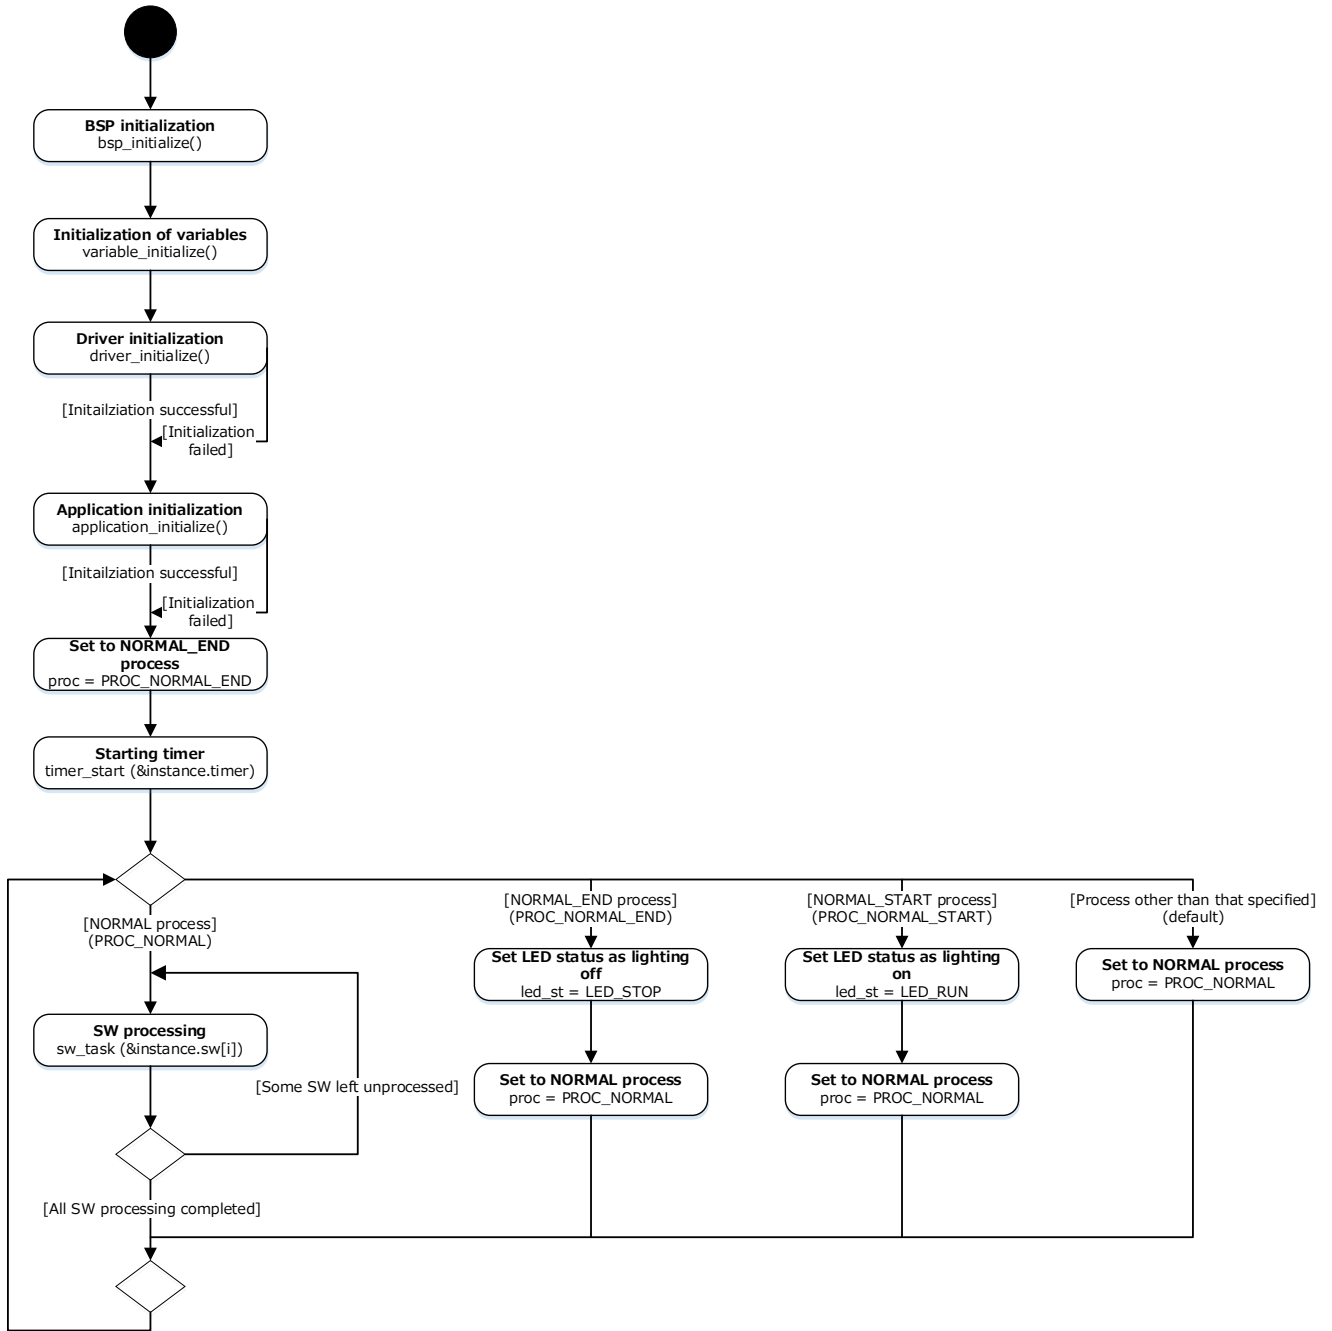 BSP initialization
bsp_initialize()
Initialization of variables
variable_initialize()
Driver initialization
driver_initialize()
[Initailziation successful]
[Initialization
failed]
Application initialization
application_initialize()
[Initailziation successful]
[Initialization
failed]
Set to NORMAL_END
process
proc = PROC_NORMAL_END
Starting timer
timer_start (&instance.timer)
[NORMAL process]
(PROC_NORMAL)
[NORMAL_END process]
(PROC_NORMAL_END)
[NORMAL_START process]
(PROC_NORMAL_START)
[Process other than that specified]
(default)
Set LED status as lighting
off
led_st = LED_STOP
Set LED status as lighting
on
led_st = LED_RUN
Set to NORMAL process
proc = PROC_NORMAL
SW processing
sw_task (&instance.sw[i])
[Some SW left unprocessed]
Set to NORMAL process
proc = PROC_NORMAL
Set to NORMAL process
proc = PROC_NORMAL
[All SW processing completed]